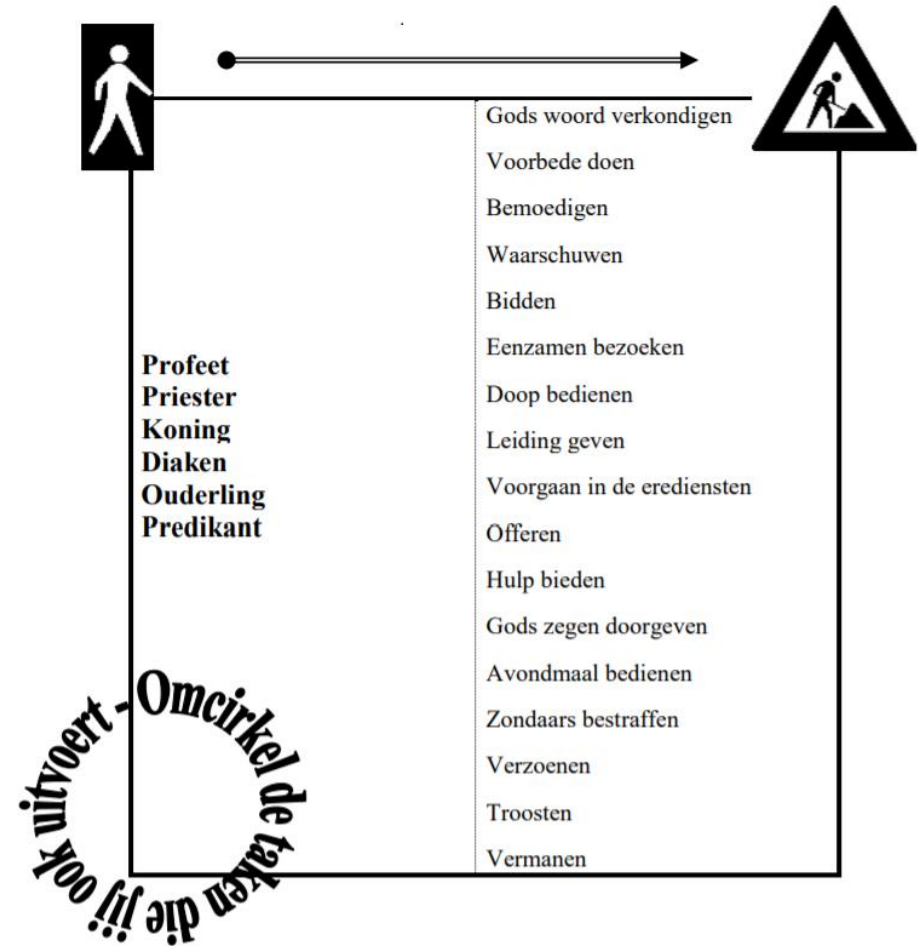 Profeet
Priester
Koning
Diaken
Ouderling
Predikant
Gods woord verkondigen
Voorbede doen
Bemoedigen
Waarschuwen
Bidden
Eenzamen bezoeken
Doop bedienen
Leiding geven
Voorgaan in de erediensten
Offeren
Hulp bieden
Gods zegen doorgeven
Avondmaal bedienen
Zondaars bestraffen
Verzoenen
Troosten
Vermanen
Omcirkel de taken die jij ook uitvoert -